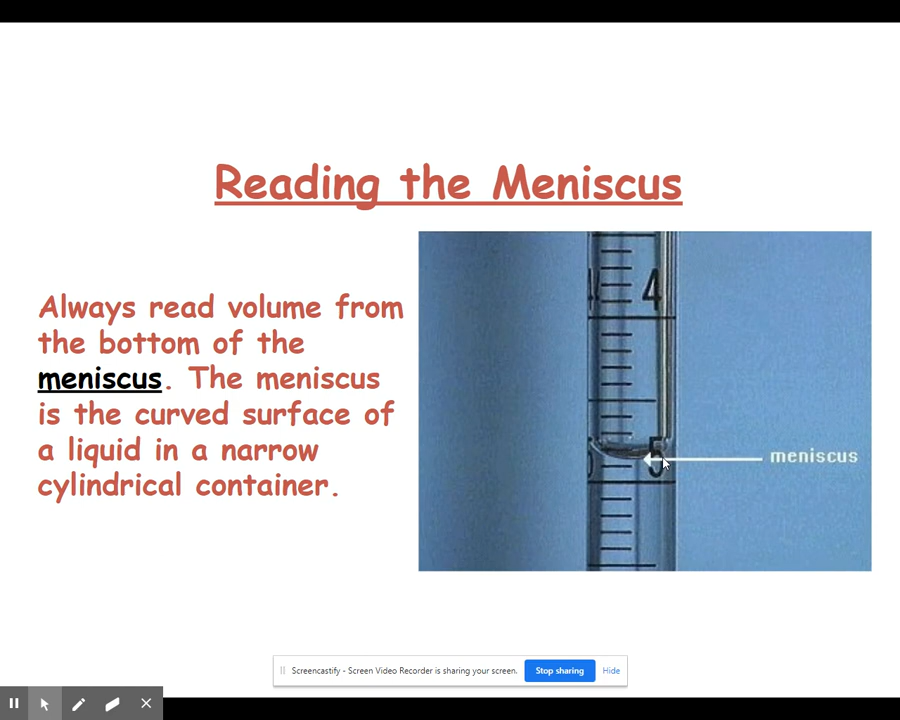 Reading the Meniscus
Always read volume from
the bottom of the
meniscus. The meniscus
is the curved surface of
a liquid in a narrow
cylindrical container.
4
5
meniscus
Screencastify - Screen Video Recorder is sharing your screen.
Stop sharing
Hide